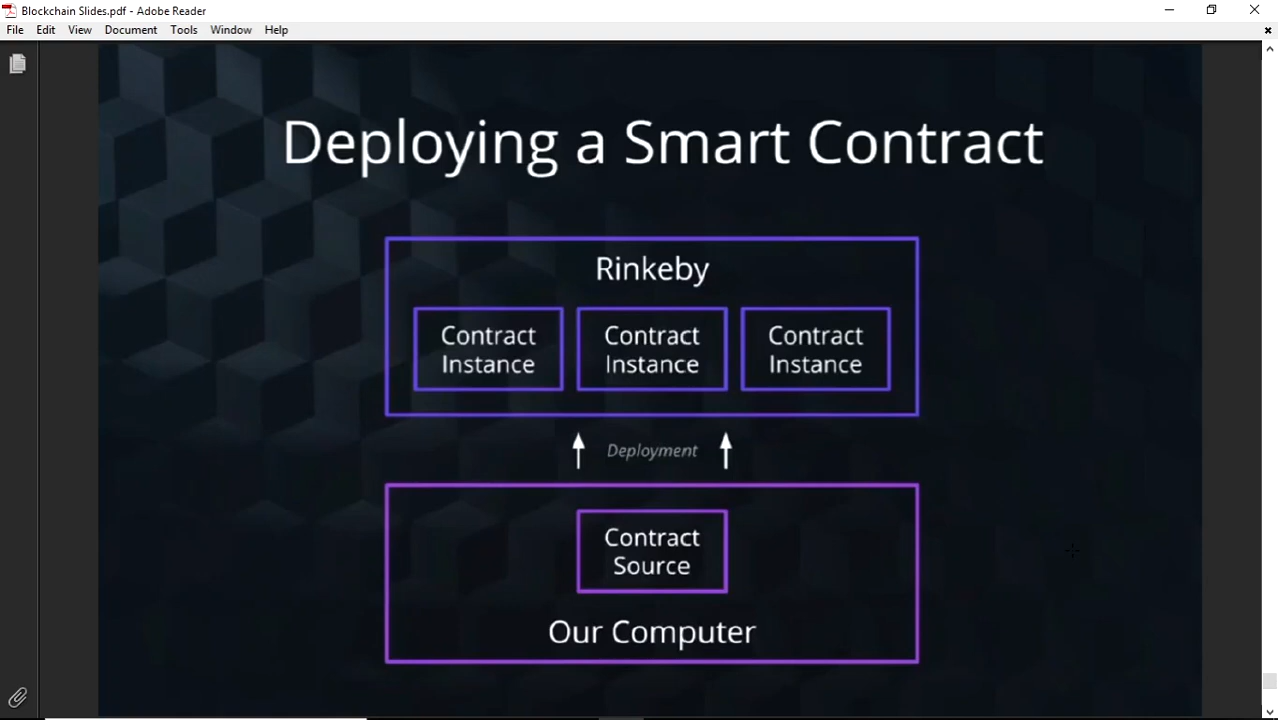 Blockchain Slides.pdf - Adobe Reader
File Edit View Document Tools Window Help
Deploying a Smart Contract
Rinkeby
Contract
Instance
Contract
Instance
Contract
Instance
Deployment
Contract
Source
Our Computer